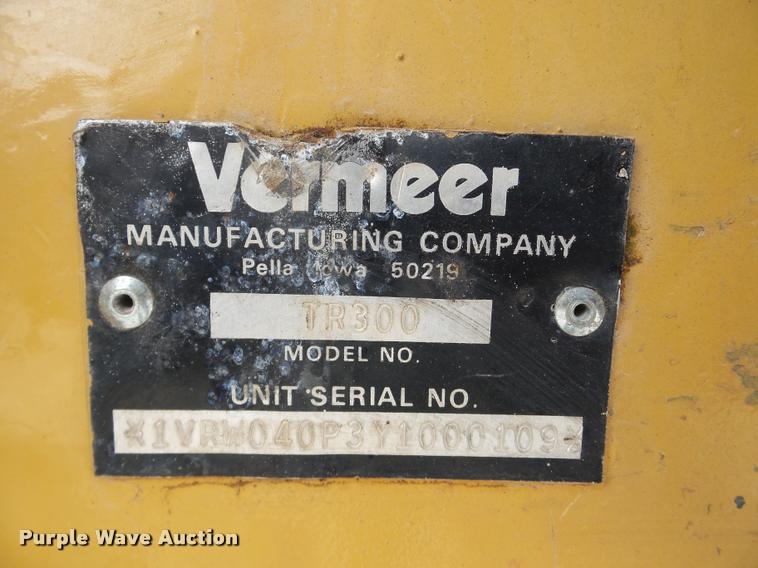 Vermeer
MANUFACTURING COMPANY
Pella Iowa 50219
TR300
MODEL NO.
UNIT SERIAL NO.
*1VRW040P3Y1000109*
Purple Wave Auction